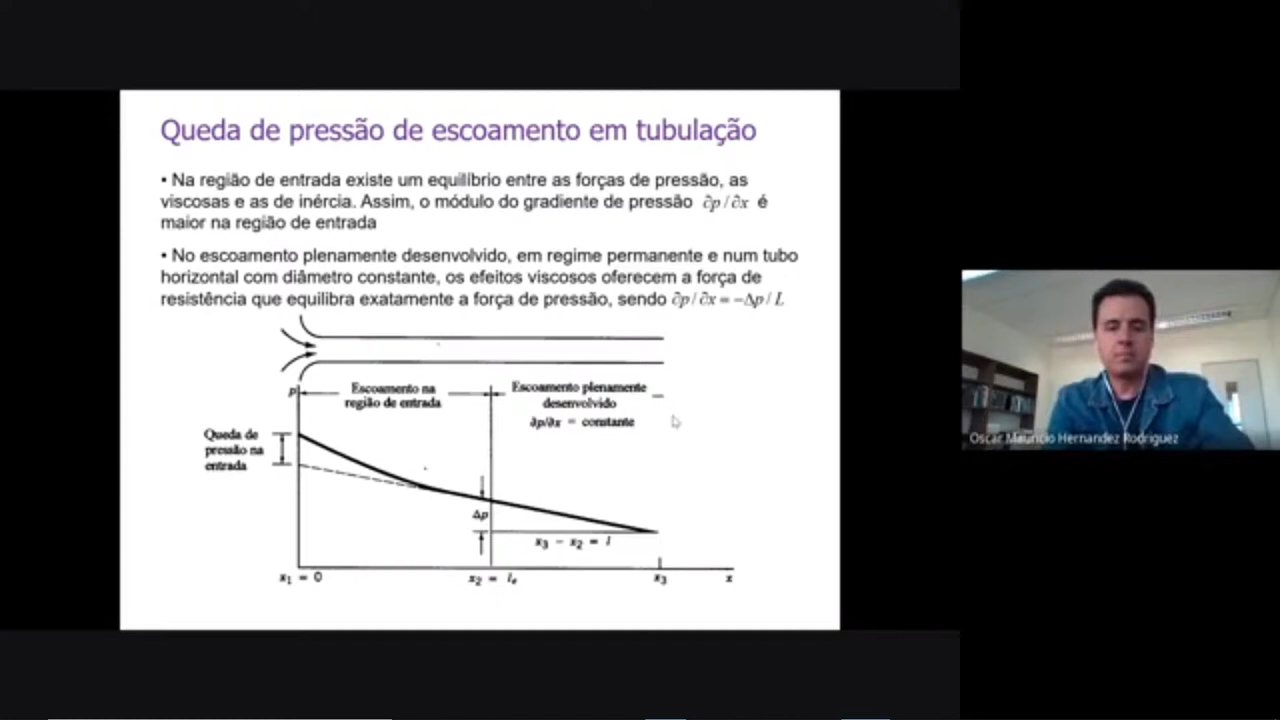 Queda de pressão de escoamento em tubulação
• Na região de entrada existe um equilíbrio entre as forças de pressão, as
viscosas e as de inércia. Assim, o módulo do gradiente de pressão ∂p/∂x é
maior na região de entrada
• No escoamento plenamente desenvolvido, em regime permanente e num tubo
horizontal com diâmetro constante, os efeitos viscosos oferecem a força de
resistência que equilibra exatamente a força de pressão, sendo ∂p/∂x = −Δp/L
p
Escoamento na
região de entrada
Escoamento plenamente
desenvolvido
∂p/∂x = constante
Queda de
pressão na
entrada
Δp
x₃ − x₂ = l
x₁ = 0
x₂ = lₑ
x₃
x
Oscar Mauricio Hernandez Rodriguez